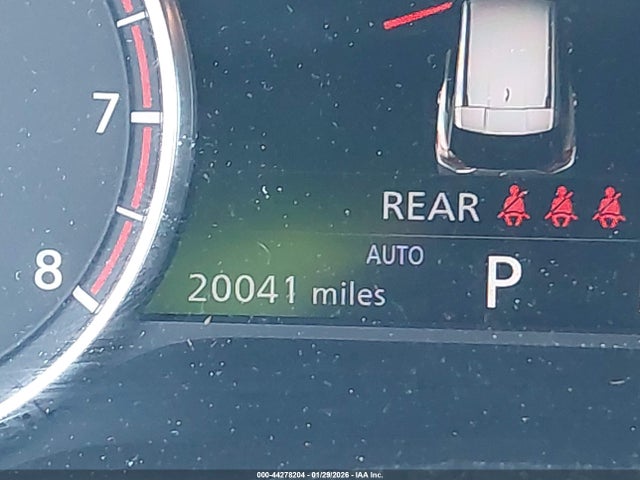 7
REAR
AUTO
8
20041 miles
P
000-44278204 - 01/29/2026 - IAA Inc.